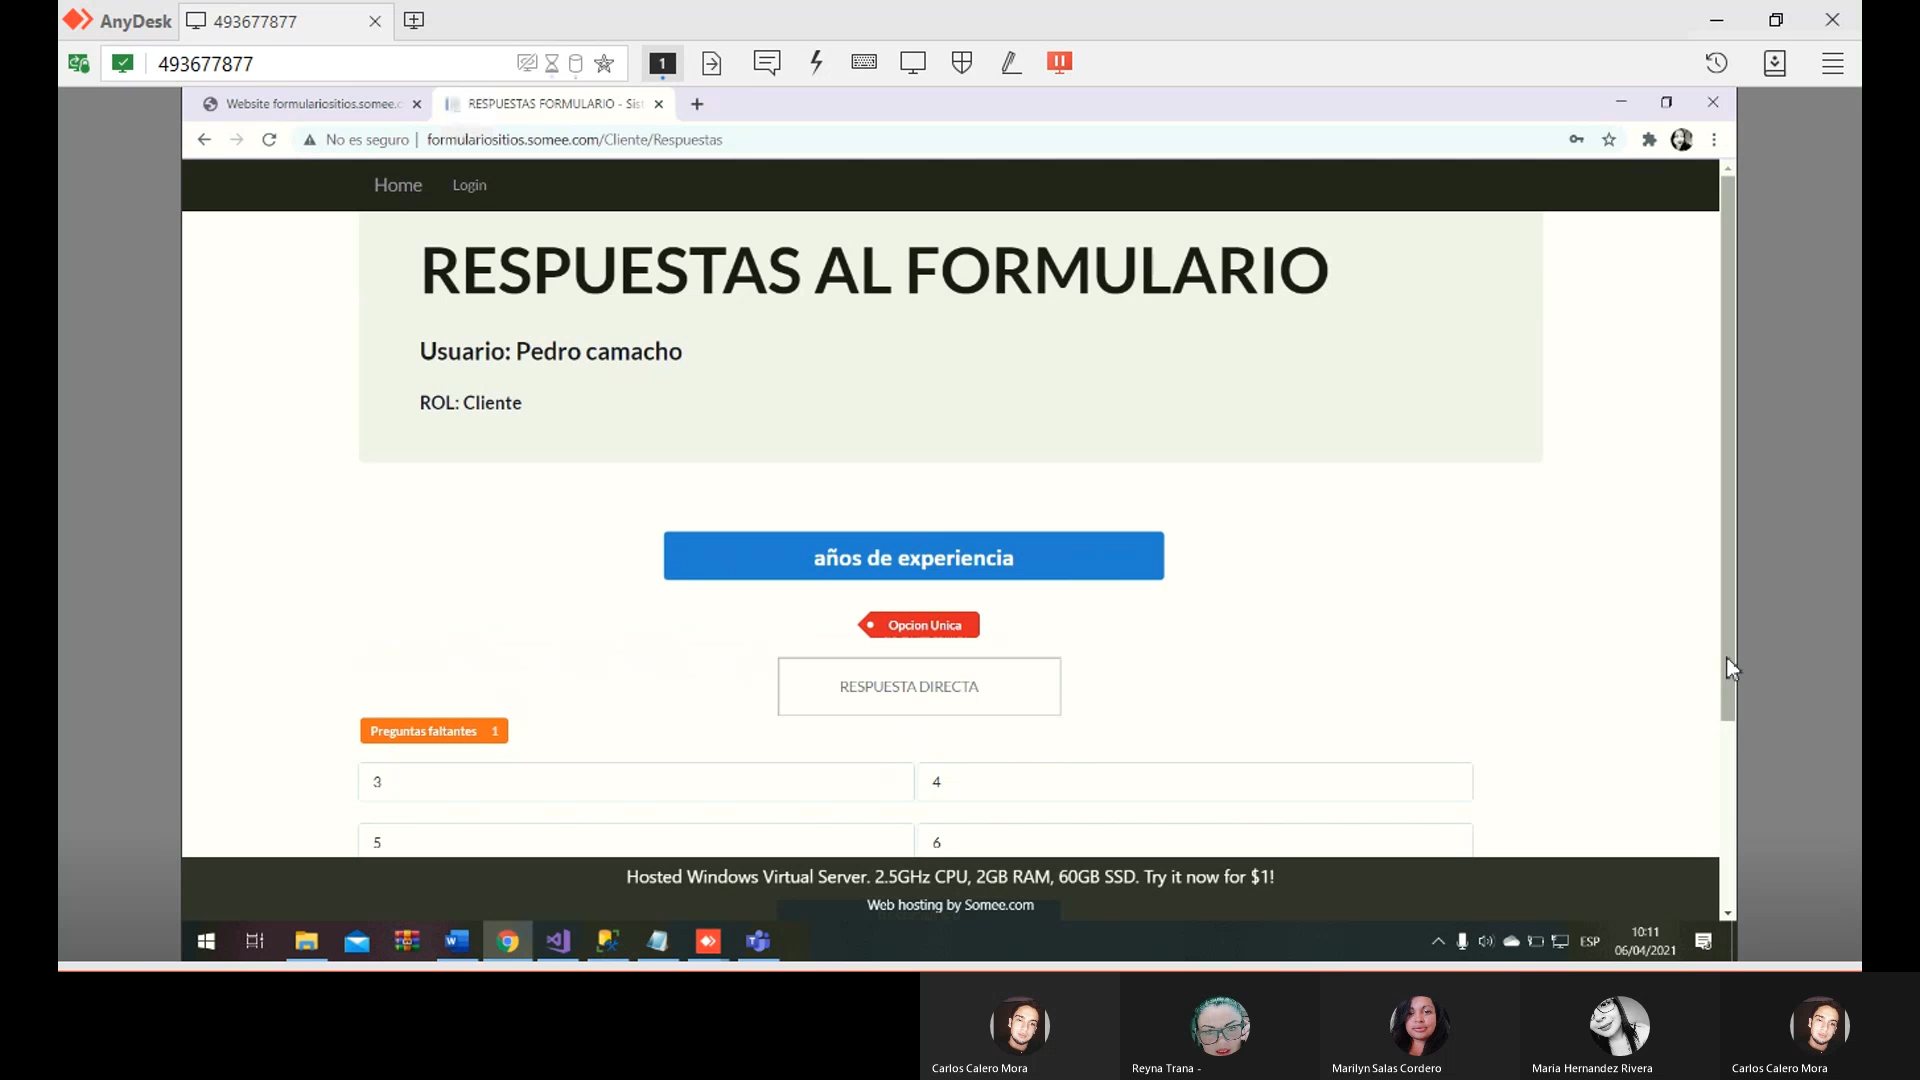 AnyDesk
493677877
493677877
1
Website formulariositios.somee.c
RESPUESTAS FORMULARIO - Sist
No es seguro
formulariositios.somee.com/Cliente/Respuestas
Home
Login
RESPUESTAS AL FORMULARIO
Usuario: Pedro camacho
ROL: Cliente
años de experiencia
Opcion Unica
RESPUESTA DIRECTA
Preguntas faltantes 1
3
4
5
6
Hosted Windows Virtual Server. 2.5GHz CPU, 2GB RAM, 60GB SSD. Try it now for $1!
Web hosting by Somee.com
ESP
10:11
06/04/2021
Carlos Calero Mora
Reyna Trana -
Marilyn Salas Cordero
Maria Hernandez Rivera
Carlos Calero Mora